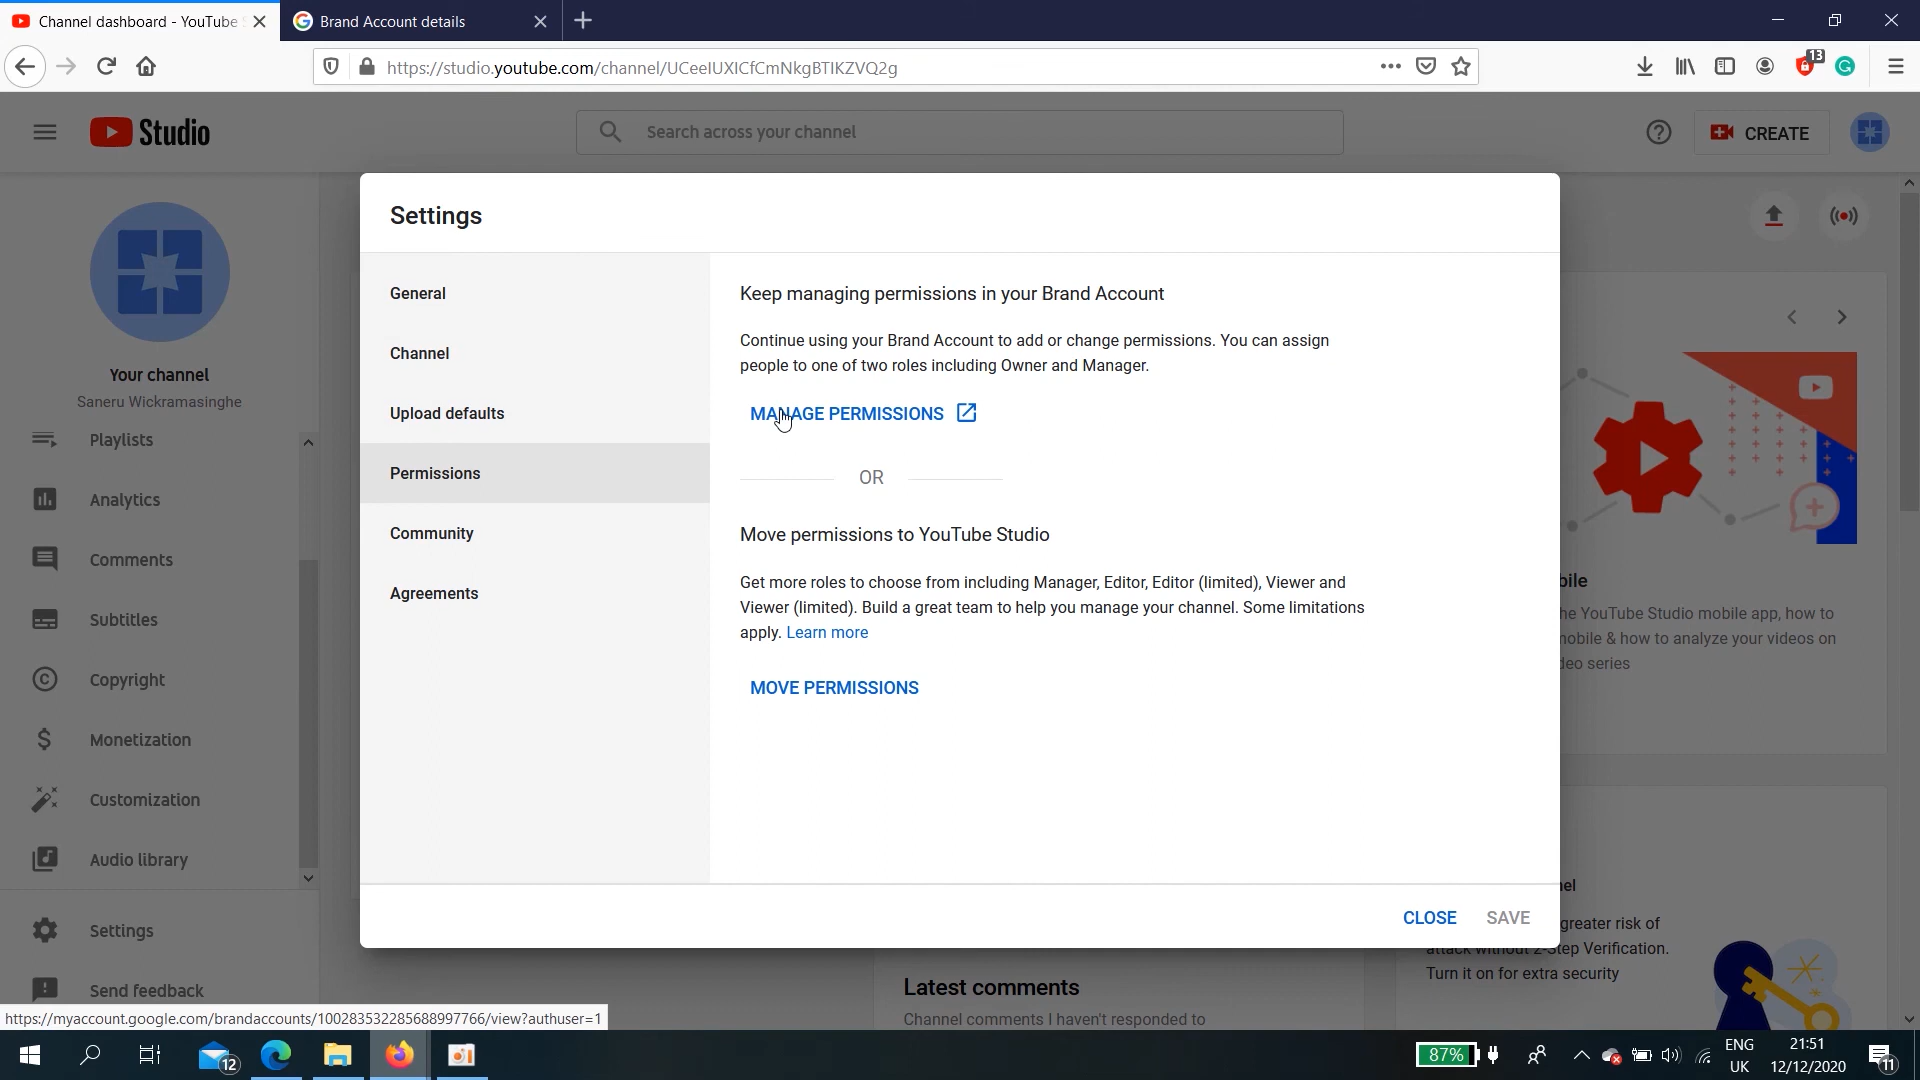 Channel dashboard - YouTube
Brand Account details
https://studio.youtube.com/channel/UCeeIUXICfCmNkgBTIKZVQ2g
13
Studio
Search across your channel
CREATE
Settings
General
Channel
Upload defaults
Permissions
Community
Agreements
Keep managing permissions in your Brand Account
Continue using your Brand Account to add or change permissions. You can assign
people to one of two roles including Owner and Manager.
MANAGE PERMISSIONS
OR
Move permissions to YouTube Studio
Get more roles to choose from including Manager, Editor, Editor (limited), Viewer and
Viewer (limited). Build a great team to help you manage your channel. Some limitations
apply. Learn more
MOVE PERMISSIONS
CLOSE SAVE
Your channel
Saneru Wickramasinghe
Playlists
Analytics
Comments
Subtitles
Copyright
Monetization
Customization
Audio library
Settings
Send feedback
he YouTube Studio mobile app, how to
mobile & how to analyze your videos on
greater risk of
attack without 2-Step Verification.
Turn it on for extra security
Latest comments
Channel comments I haven't responded to
https://myaccount.google.com/brandaccounts/100283532285688997766/view?authuser=1
12
87%
ENG
UK
21:51
12/12/2020
11